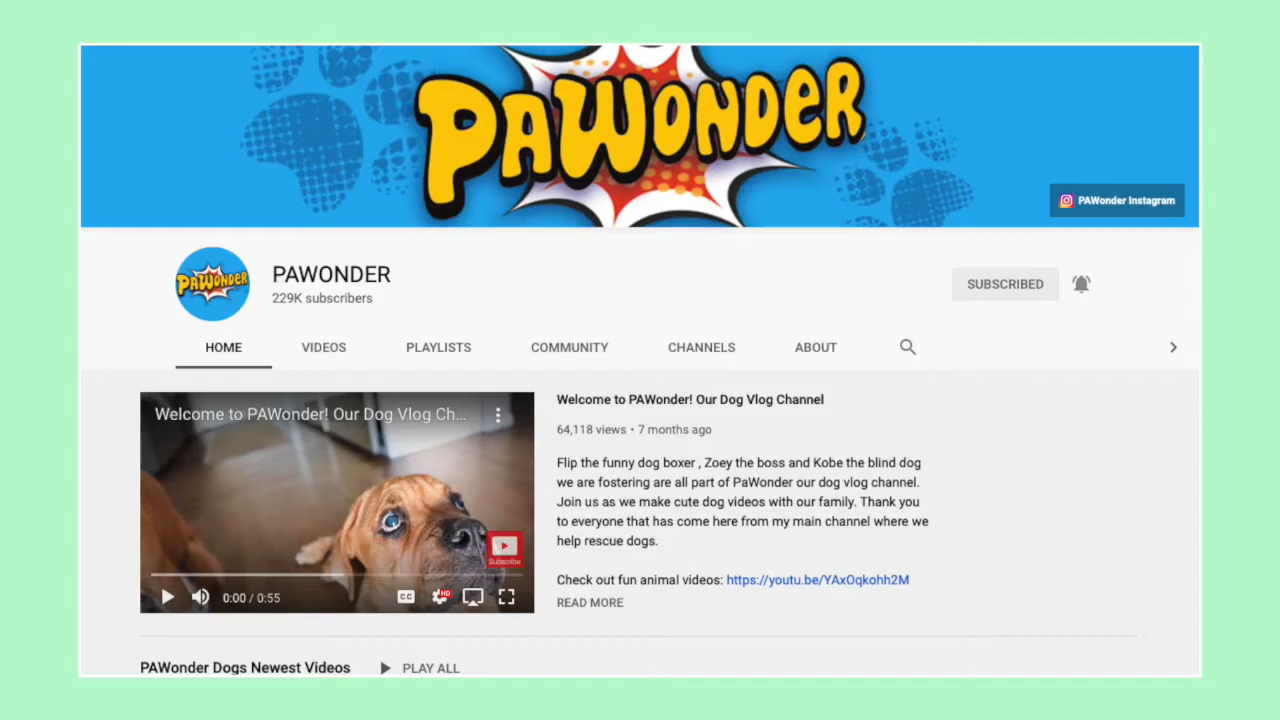 PAWONDER
PAWonder Instagram
PAWONDER
PAWONDER
229K subscribers
SUBSCRIBED
HOME VIDEOS PLAYLISTS COMMUNITY CHANNELS ABOUT
Welcome to PAWonder! Our Dog Vlog Ch...
Subscribe
CC HD
0:00 / 0:55
Welcome to PAWonder! Our Dog Vlog Channel
64,118 views • 7 months ago
Flip the funny dog boxer , Zoey the boss and Kobe the blind dog
we are fostering are all part of PaWonder our dog vlog channel.
Join us as we make cute dog videos with our family. Thank you
to everyone that has come here from my main channel where we
help rescue dogs.
Check out fun animal videos: https://youtu.be/YAxOqkohh2M
READ MORE
PAWonder Dogs Newest Videos PLAY ALL